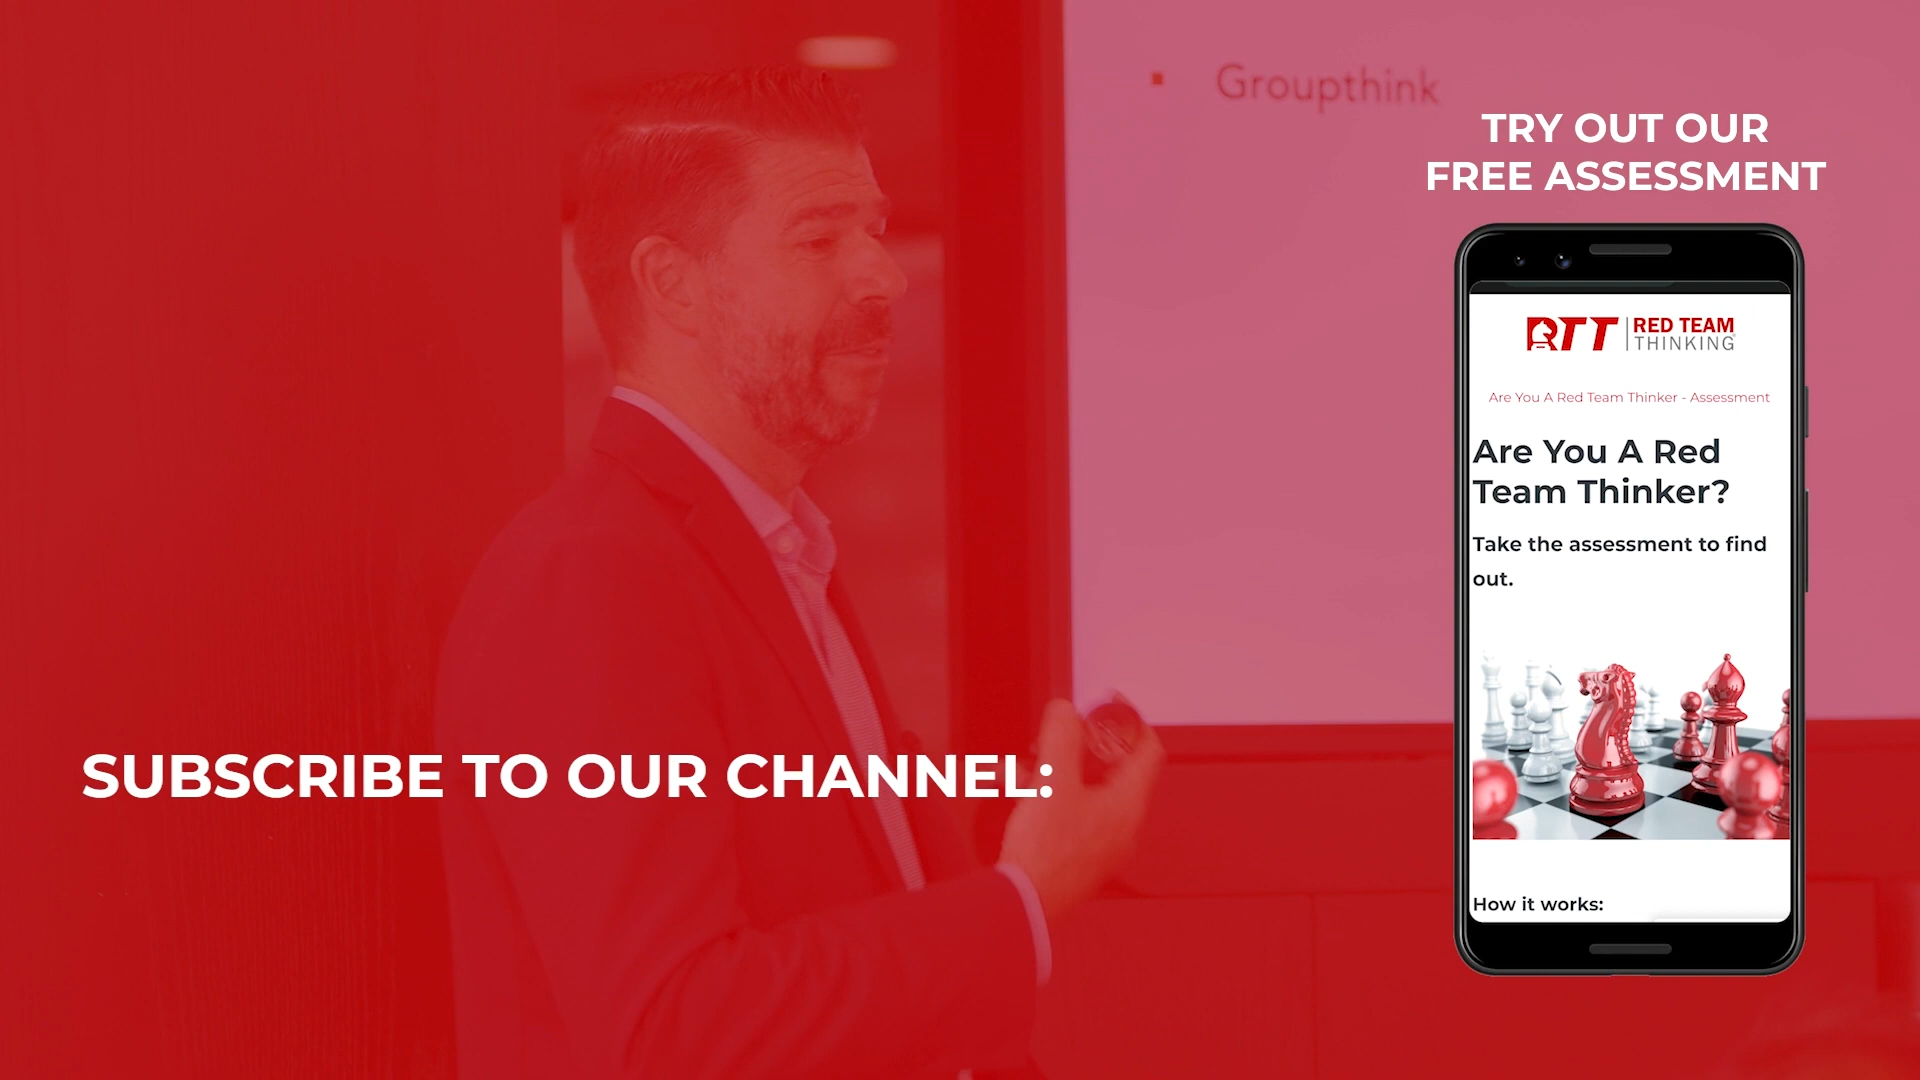 Groupthink
TRY OUT OUR
FREE ASSESSMENT
RTT | RED TEAM
THINKING
Are You A Red Team Thinker - Assessment
Are You A Red
Team Thinker?
Take the assessment to find
out.
SUBSCRIBE TO OUR CHANNEL:
How it works: